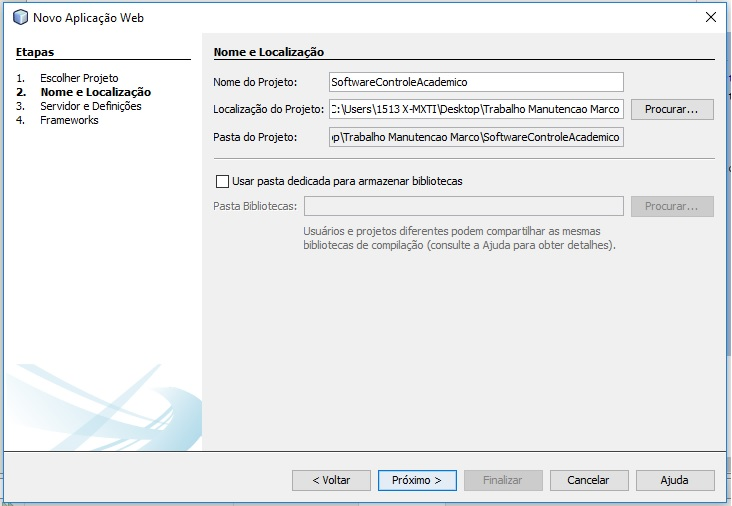 Novo Aplicação Web
Etapas
1. Escolher Projeto
2. Nome e Localização
3. Servidor e Definições
4. Frameworks
Nome e Localização
Nome do Projeto: SoftwareControleAcademico
Localização do Projeto: C:\Users\1513 X-MXTI\Desktop\Trabalho Manutencao Marco Procurar...
Pasta do Projeto: op\Trabalho Manutencao Marco\SoftwareControleAcademico
Usar pasta dedicada para armazenar bibliotecas
Pasta Bibliotecas: Procurar...
Usuários e projetos diferentes podem compartilhar as mesmas
bibliotecas de compilação (consulte a Ajuda para obter detalhes).
< Voltar Próximo > Finalizar Cancelar Ajuda